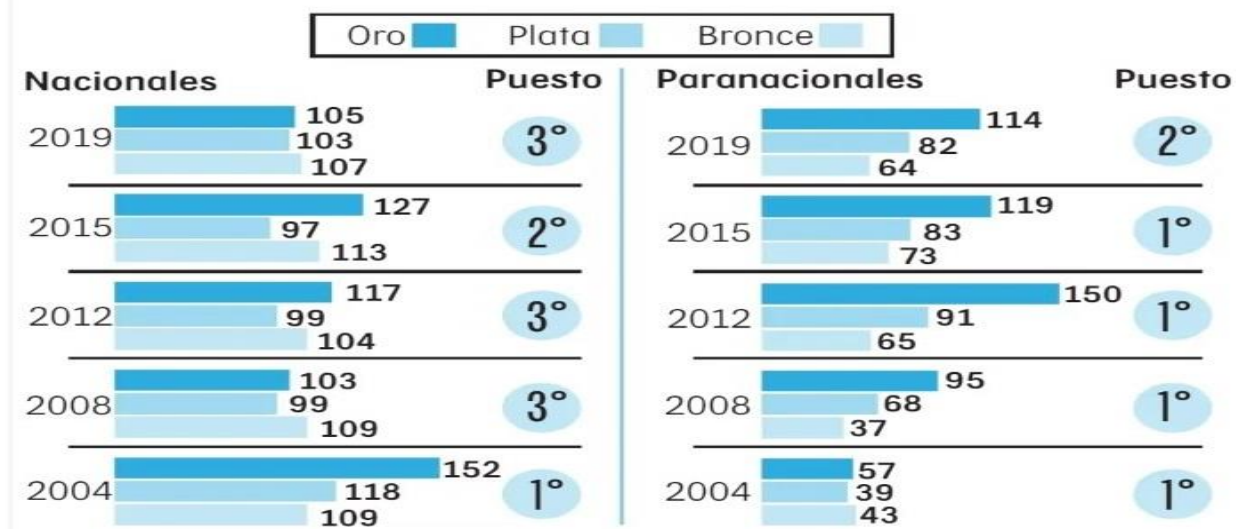 Oro Plata Bronce
Nacionales Puesto
2019 105 103 107 3°
2015 127 97 113 2°
2012 117 99 104 3°
2008 103 99 109 3°
2004 152 118 109 1°
Paranacionales Puesto
2019 114 82 64 2°
2015 119 83 73 1°
2012 150 91 65 1°
2008 95 68 37 1°
2004 57 39 43 1°